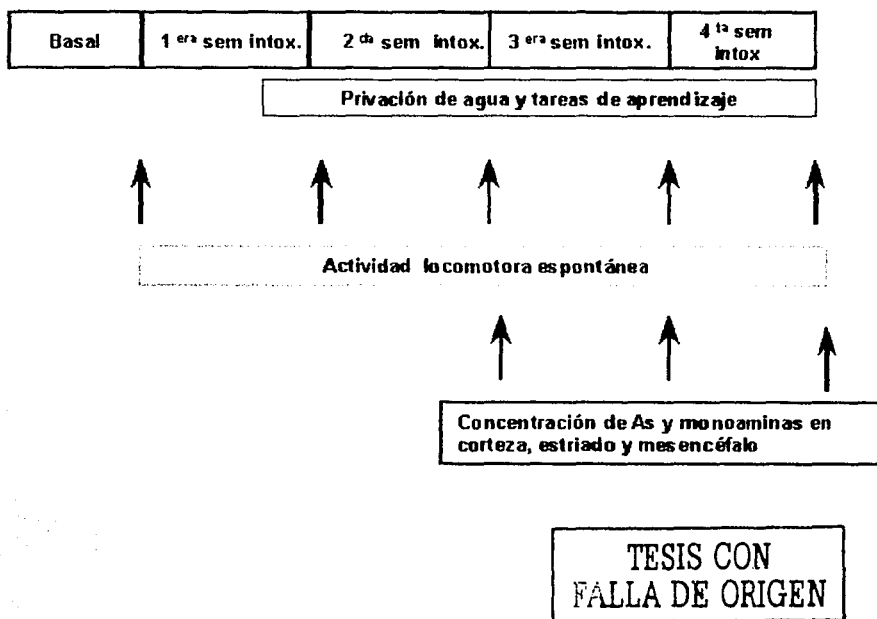 Basal
1 era sem intox.
2 da sem intox.
3 era sem intox.
4 ta sem
intox
Privación de agua y tareas de aprendizaje
Actividad locomotora espontánea
Concentración de As y monoaminas en
corteza, estriado y mesencéfalo
TESIS CON
FALLA DE ORIGEN